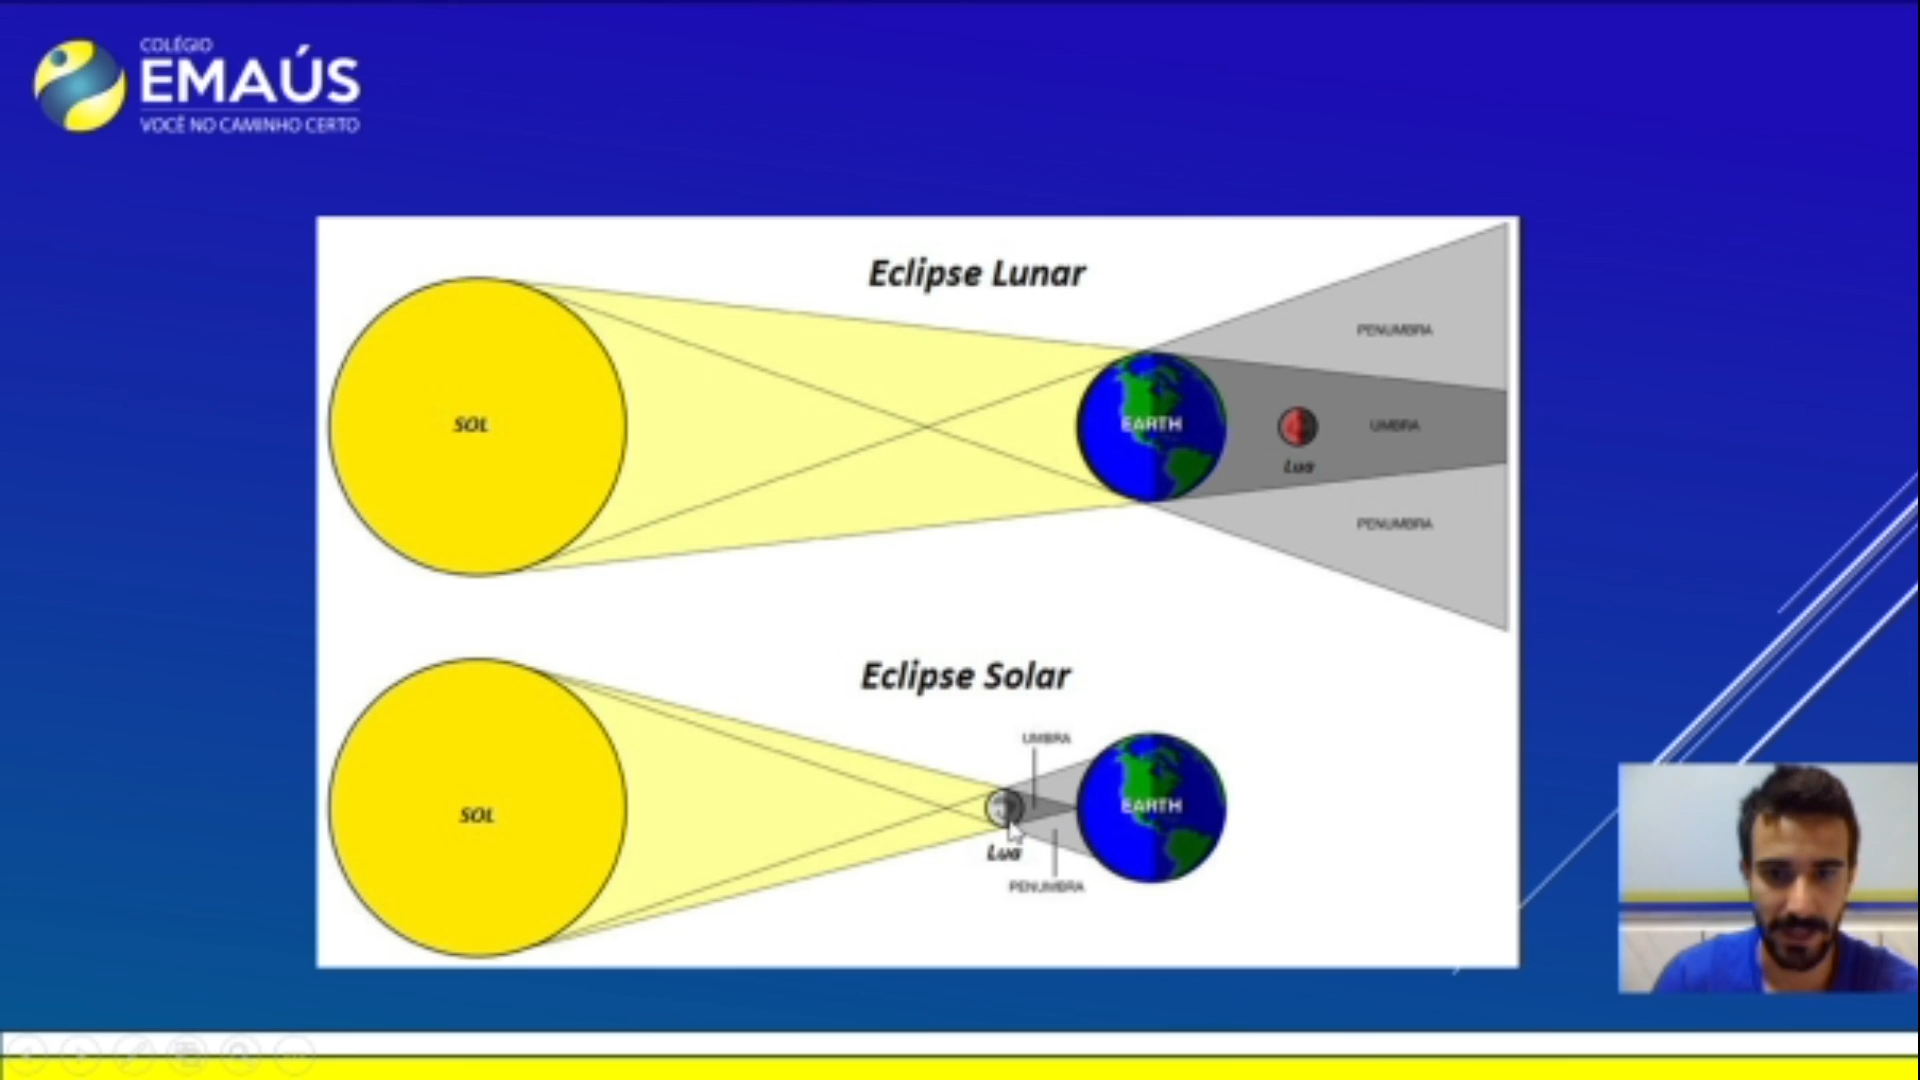 COLÉGIO
EMAÚS
VOCÊ NO CAMINHO CERTO
Eclipse Lunar
PENUMBRA
SOL
EARTH
UMBRA
Lua
PENUMBRA
Eclipse Solar
UMBRA
SOL
EARTH
Lua
PENUMBRA